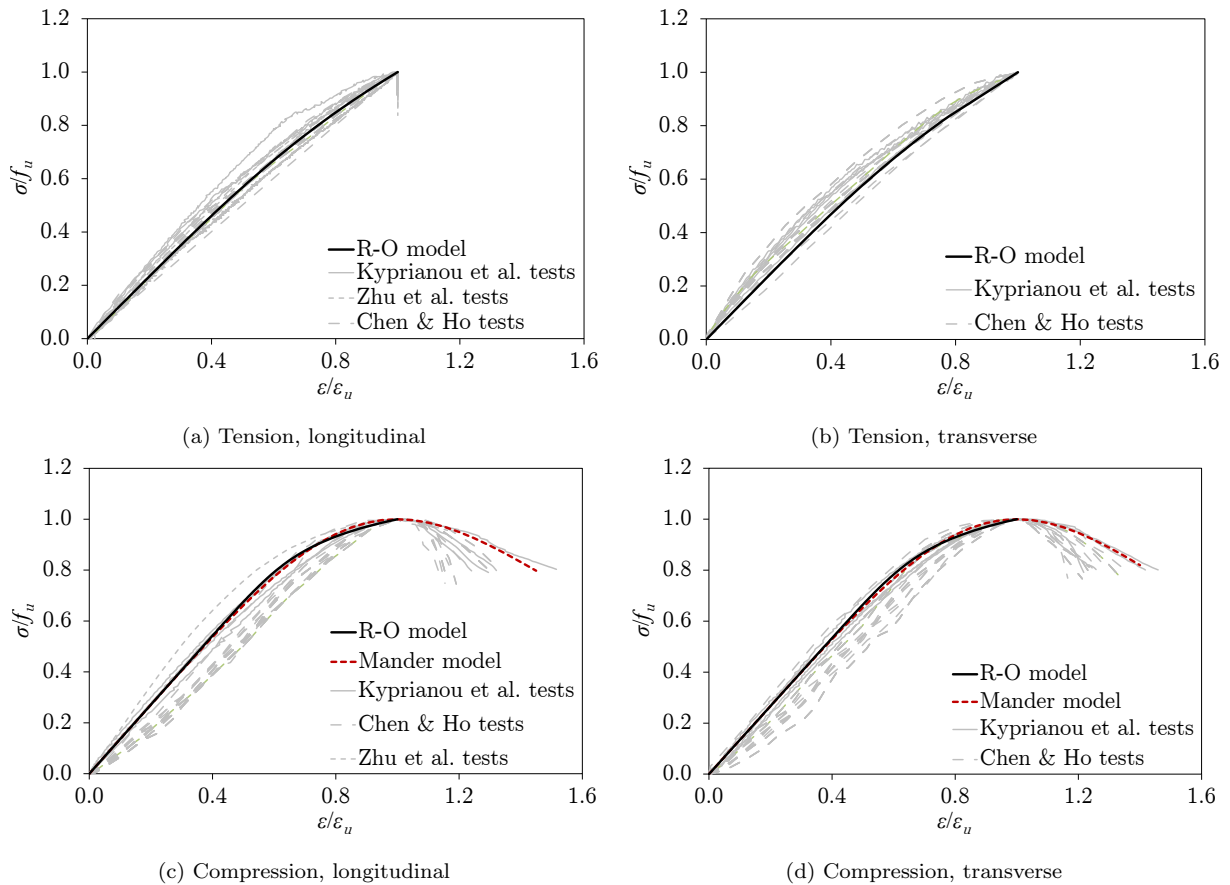 1.2
1.0
0.8
0.6
0.4
0.2
0.0
σ/f_u
R-O model
Kyprianou et al. tests
Zhu et al. tests
Chen & Ho tests
0.0 0.4 0.8 1.2 1.6
ε/ε_u
(a) Tension, longitudinal
1.2
1.0
0.8
0.6
0.4
0.2
0.0
σ/f_u
R-O model
Kyprianou et al. tests
Chen & Ho tests
0.0 0.4 0.8 1.2 1.6
ε/ε_u
(b) Tension, transverse
1.2
1.0
0.8
0.6
0.4
0.2
0.0
σ/f_u
R-O model
Mander model
Kyprianou et al. tests
Chen & Ho tests
Zhu et al. tests
0.0 0.4 0.8 1.2 1.6
ε/ε_u
(c) Compression, longitudinal
1.2
1.0
0.8
0.6
0.4
0.2
0.0
σ/f_u
R-O model
Mander model
Kyprianou et al. tests
Chen & Ho tests
0.0 0.4 0.8 1.2 1.6
ε/ε_u
(d) Compression, transverse